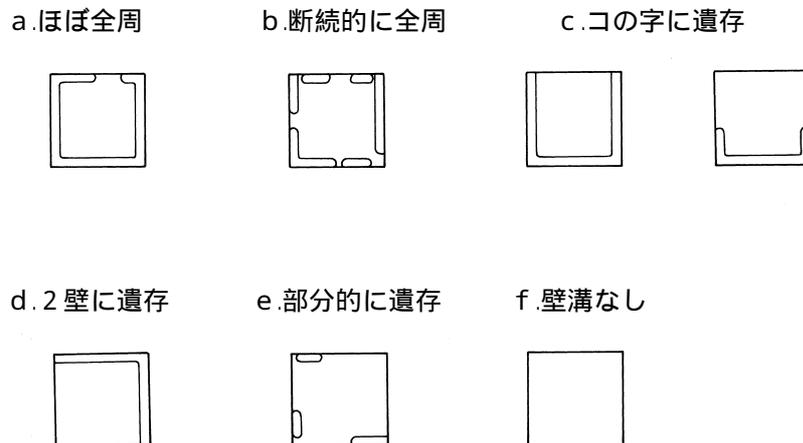 a.ほぼ全周
b.断続的に全周
c.コの字に遺存
d.2壁に遺存
e.部分的に遺存
f.壁溝なし